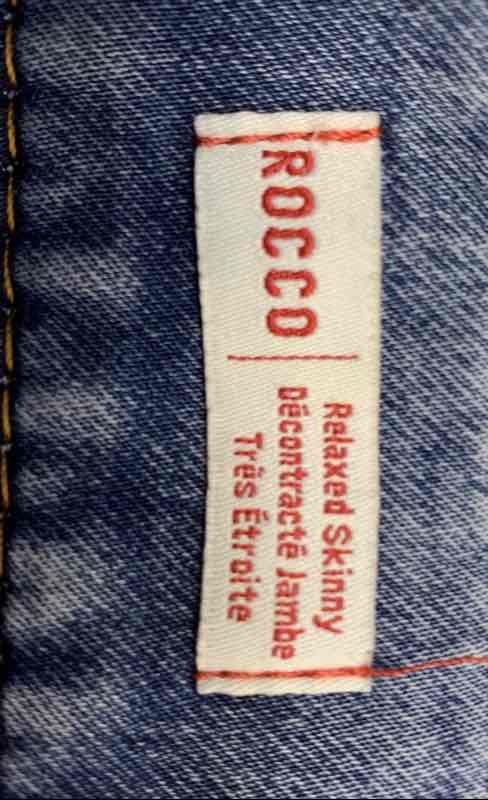 ROCCO
Relaxed Skinny
Décontracté Jambe
Très Étroite